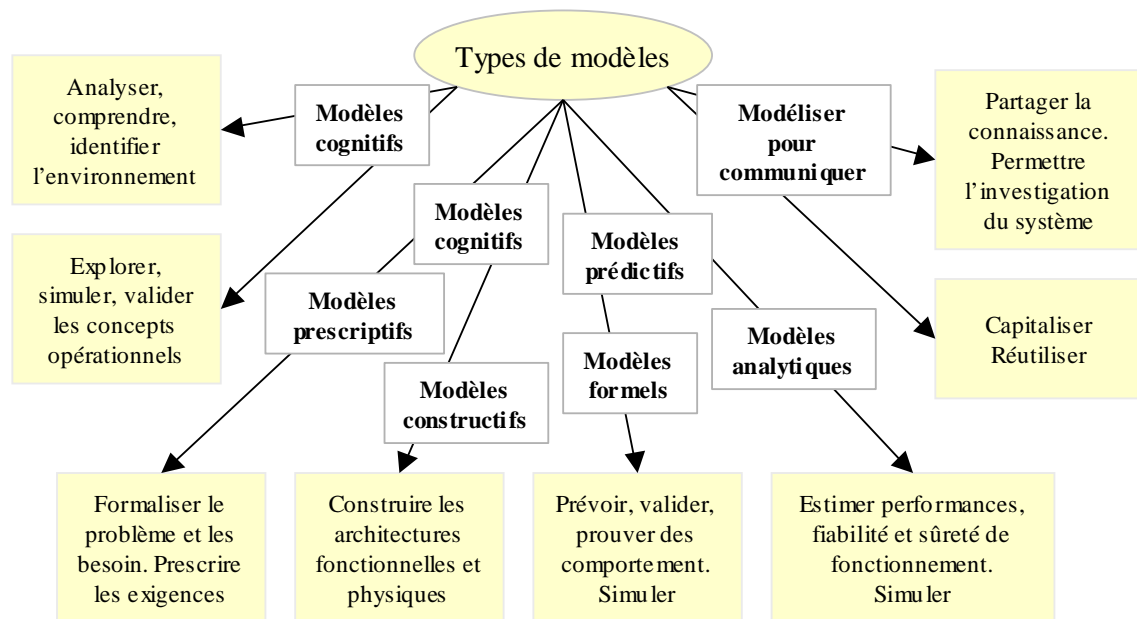 Types de modèles
Analyser,
comprendre,
identifier
l'environnement
Modèles
cognitifs
Modéliser
pour
communiquer
Partager la
connaissance.
Permettre
l'investigation
du système
Modèles
cognitifs
Modèles
prédictifs
Explorer,
simuler, valider
les concepts
opérationnels
Modèles
prescriptifs
Modèles
analytiques
Capitaliser
Réutiliser
Modèles
constructifs
Modèles
formels
Formaliser le
problème et les
besoin. Prescrire
les exigences
Construire les
architectures
fonctionnelles et
physiques
Prévoir, valider,
prouver des
comportement.
Simuler
Estimer performances,
fiabilité et sûreté de
fonctionnement.
Simuler